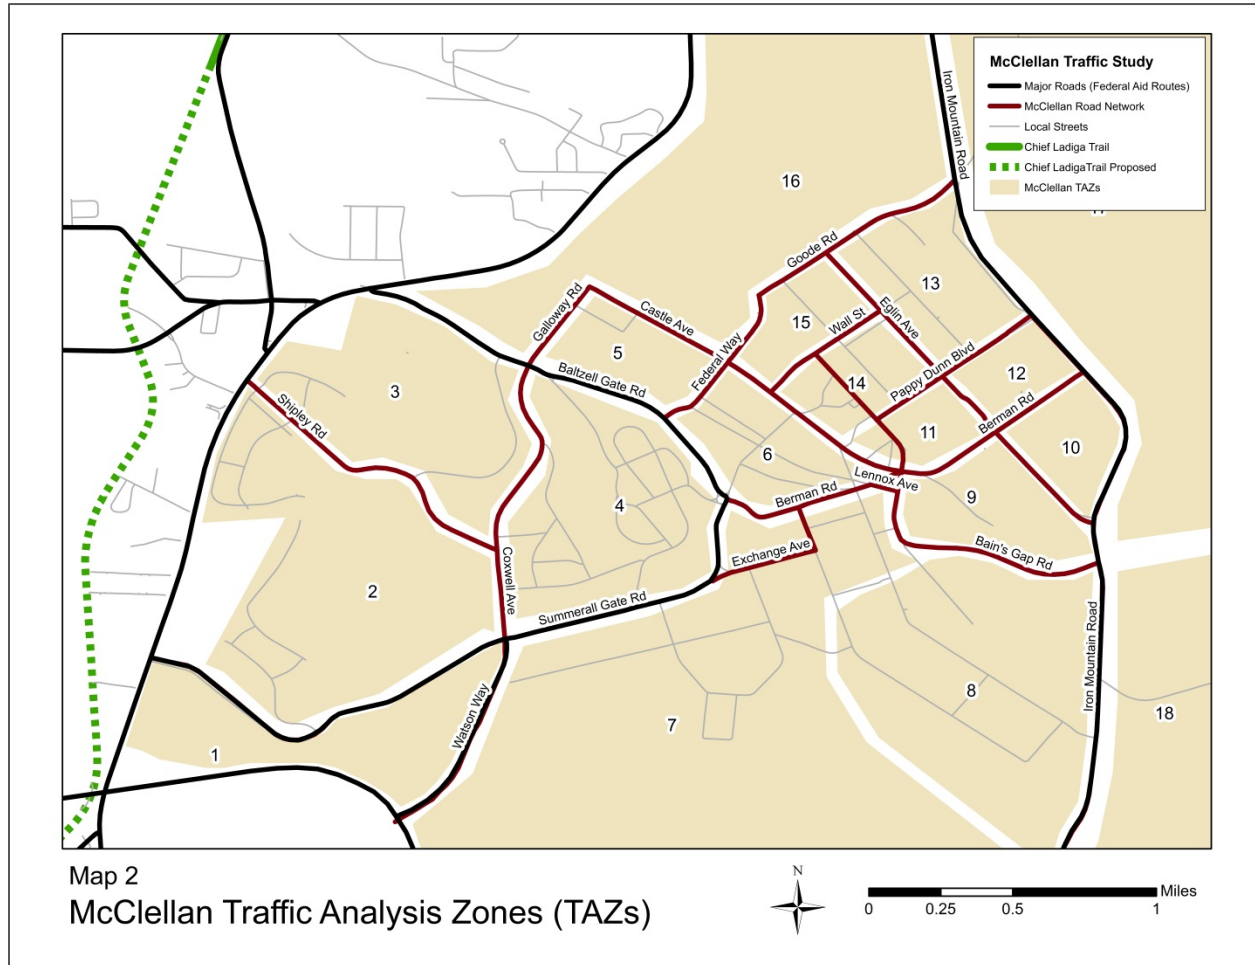 McClellan Traffic Study
Major Roads (Federal Aid Routes)
McClellan Road Network
Local Streets
Chief Ladiga Trail
Chief LadigaTrail Proposed
McClellan TAZs
Iron Mountain Road
16
Goode Rd
13
Galloway Rd
Castle Ave
Eglin Ave
15
Wall St
Federal Way
5
Pappy Dunn Blvd
3
Baltzell Gate Rd
14
12
Shipley Rd
Berman Rd
11
10
6
Lennox Ave
4
Berman Rd
9
Exchange Ave
Bain's Gap Rd
Coxwell Ave
2
Summerall Gate Rd
Iron Mountain Road
8
Watson Way
7
18
1
Map 2
McClellan Traffic Analysis Zones (TAZs)
N
Miles
0 0.25 0.5 1